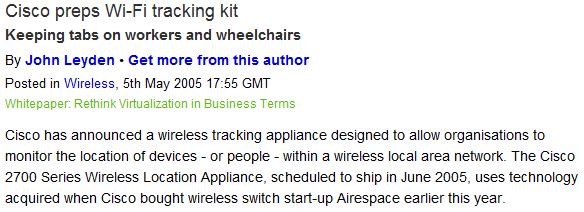 Cisco preps Wi-Fi tracking kit
Keeping tabs on workers and wheelchairs
By John Leyden • Get more from this author
Posted in Wireless, 5th May 2005 17:55 GMT
Whitepaper: Rethink Virtualization in Business Terms
Cisco has announced a wireless tracking appliance designed to allow organisations to
monitor the location of devices - or people - within a wireless local area network. The Cisco
2700 Series Wireless Location Appliance, scheduled to ship in June 2005, uses technology
acquired when Cisco bought wireless switch start-up Airespace earlier this year.